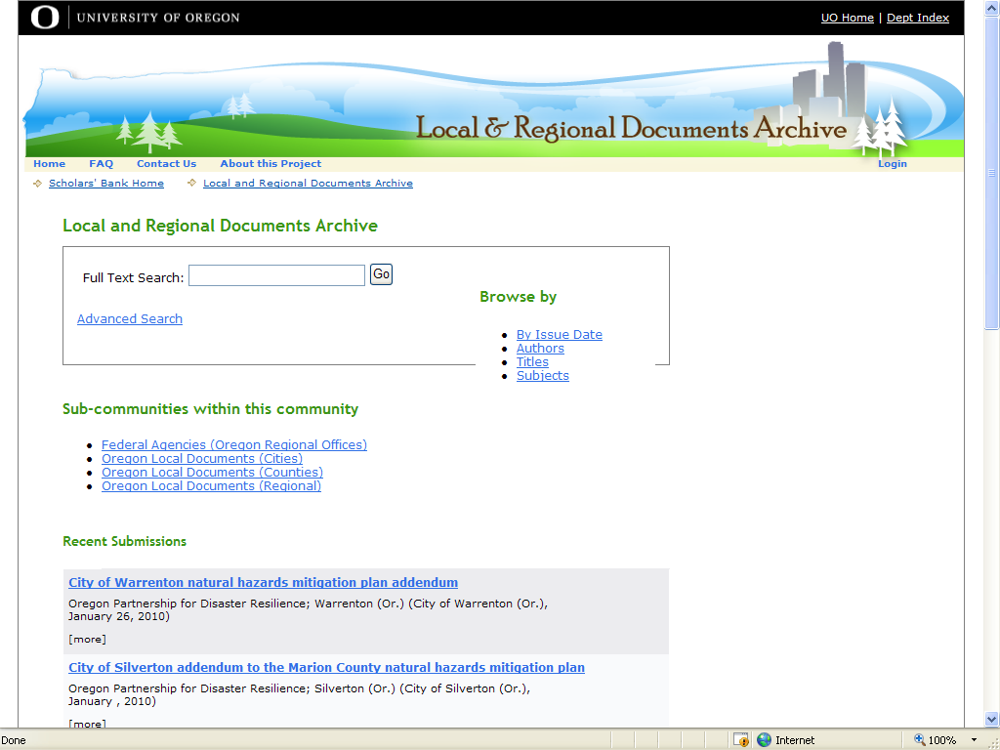 O UNIVERSITY OF OREGON UO Home | Dept Index
Local & Regional Documents Archive
Home FAQ Contact Us About this Project Login
Scholars' Bank Home Local and Regional Documents Archive
Local and Regional Documents Archive
Full Text Search: Go
Browse by
Advanced Search
By Issue Date
Authors
Titles
Subjects
Sub-communities within this community
Federal Agencies (Oregon Regional Offices)
Oregon Local Documents (Cities)
Oregon Local Documents (Counties)
Oregon Local Documents (Regional)
Recent Submissions
City of Warrenton natural hazards mitigation plan addendum
Oregon Partnership for Disaster Resilience; Warrenton (Or.) (City of Warrenton (Or.),
January 26, 2010)
[more]
City of Silverton addendum to the Marion County natural hazards mitigation plan
Oregon Partnership for Disaster Resilience; Silverton (Or.) (City of Silverton (Or.),
January , 2010)
[more]
Done Internet 100%